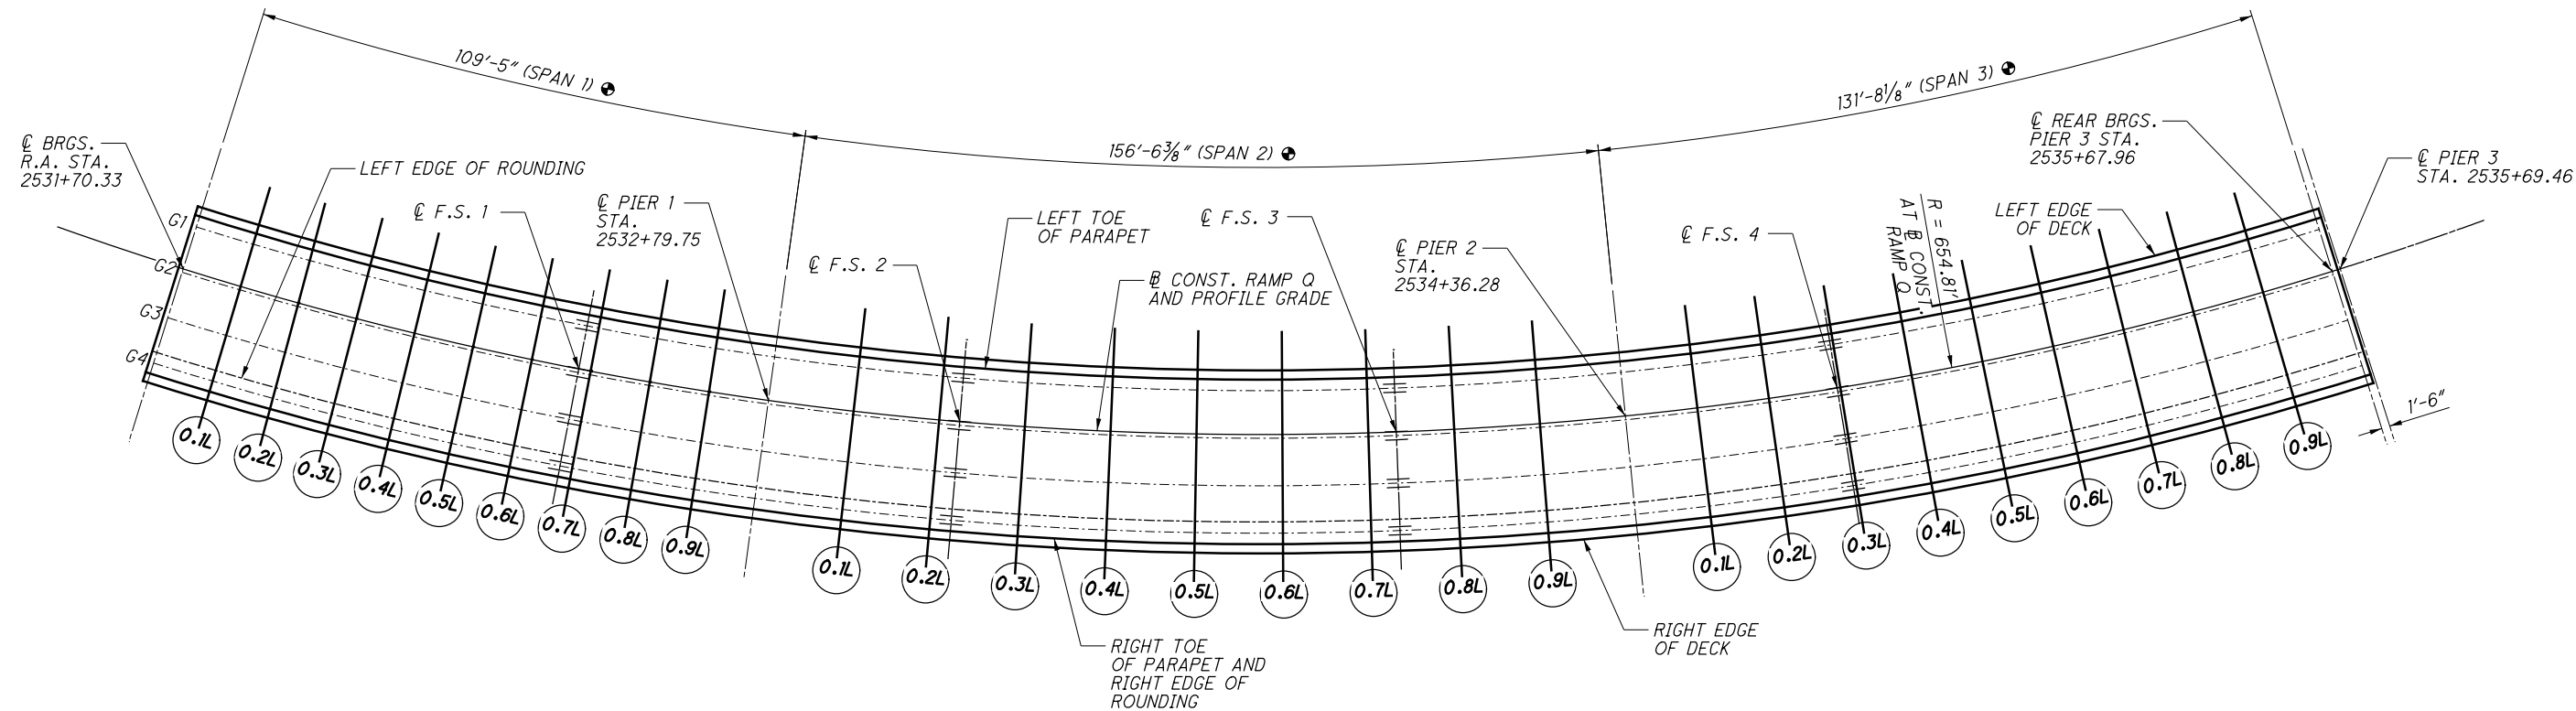 109'-5" (SPAN 1)
156'-6⅜" (SPAN 2)
131'-8⅛" (SPAN 3)
℄ BRGS.
R.A. STA.
2531+70.33
LEFT EDGE OF ROUNDING
℄ F.S. 1
℄ PIER 1
STA.
2532+79.75
℄ F.S. 2
LEFT TOE
OF PARAPET
B CONST. RAMP Q
AND PROFILE GRADE
℄ F.S. 3
℄ PIER 2
STA.
2534+36.28
℄ F.S. 4
R = 654.81'
AT B CONST.
RAMP Q
LEFT EDGE
OF DECK
℄ REAR BRGS.
PIER 3 STA.
2535+67.96
℄ PIER 3
STA. 2535+69.46
G1
G2
G3
G4
0.1L
0.2L
0.3L
0.4L
0.5L
0.6L
0.7L
0.8L
0.9L
0.1L
0.2L
0.3L
0.4L
0.5L
0.6L
0.7L
0.8L
0.9L
0.1L
0.2L
0.3L
0.4L
0.5L
0.6L
0.7L
0.8L
0.9L
1'-6"
RIGHT TOE
OF PARAPET AND
RIGHT EDGE OF
ROUNDING
RIGHT EDGE
OF DECK